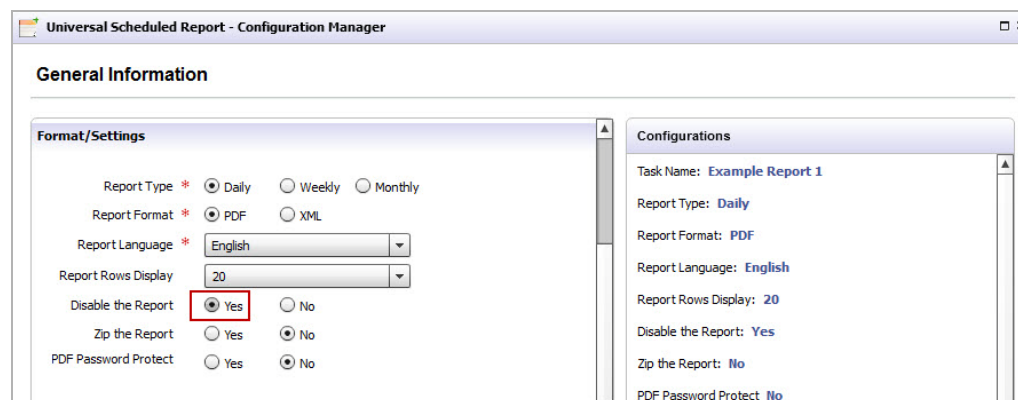 Universal Scheduled Report - Configuration Manager
General Information
Format/Settings
Report Type * Daily Weekly Monthly
Report Format * PDF XML
Report Language * English
Report Rows Display 20
Disable the Report Yes No
Zip the Report Yes No
PDF Password Protect Yes No
Configurations
Task Name: Example Report 1
Report Type: Daily
Report Format: PDF
Report Language: English
Report Rows Display: 20
Disable the Report: Yes
Zip the Report: No
PDF Password Protect No